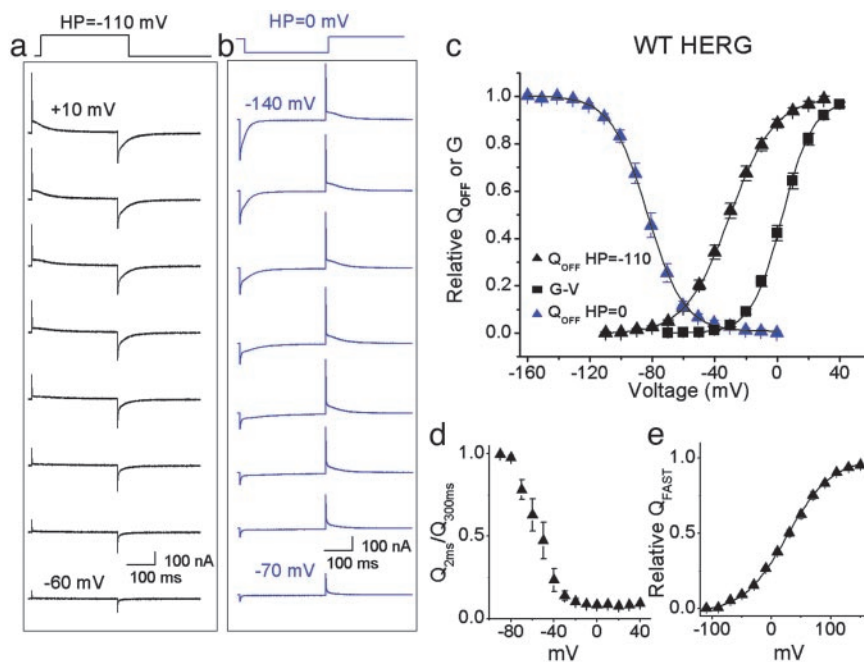 a
HP=-110 mV
+10 mV
100 nA
100 ms
-60 mV
b
HP=0 mV
-140 mV
100 nA
100 ms
-70 mV
c
WT HERG
Relative QOFF or G
1.0
0.8
0.6
0.4
0.2
0.0
QOFF HP=-110
G-V
QOFF HP=0
-160 -120 -80 -40 0 40
Voltage (mV)
d
Q2ms/Q300ms
1.0
0.5
0.0
-80 -40 0 40
mV
e
Relative QFAST
1.0
0.5
0.0
-100 0 100
mV